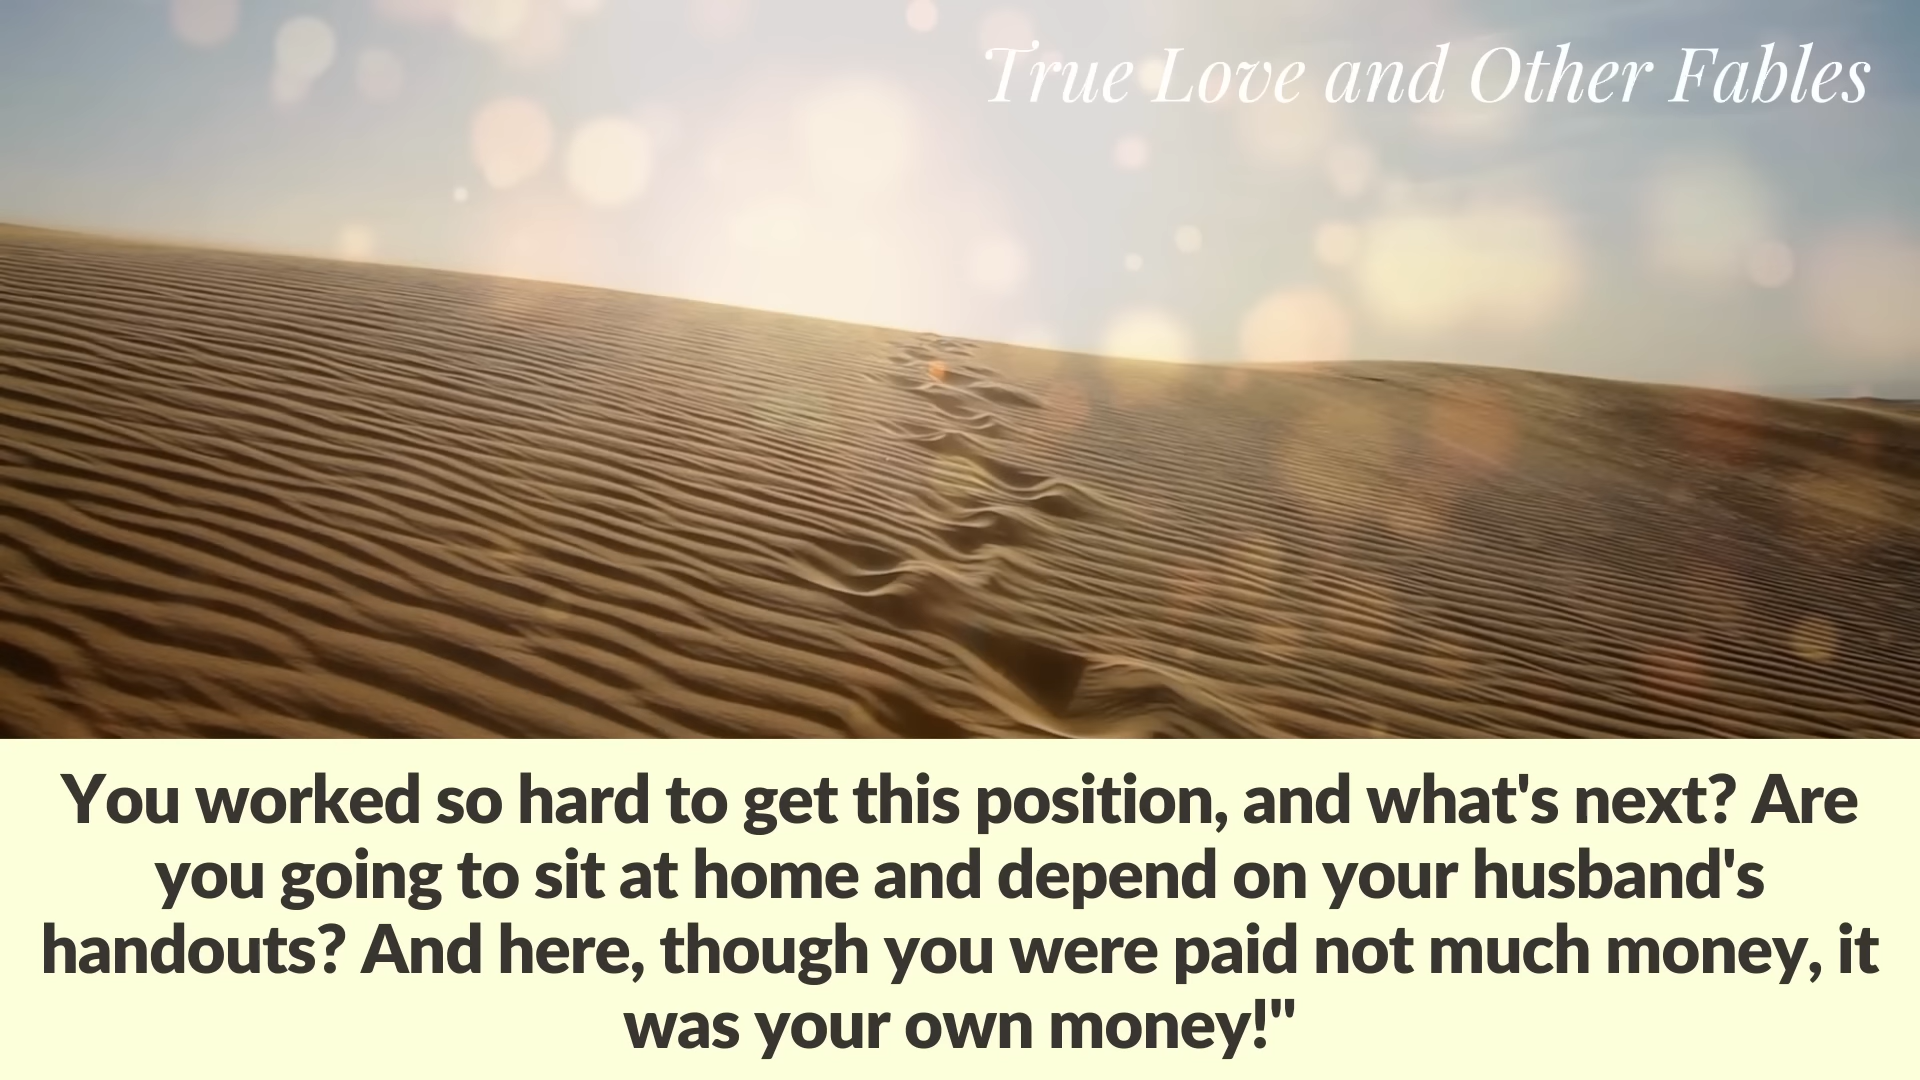 True Love and Other Fables
You worked so hard to get this position, and what's next? Are
you going to sit at home and depend on your husband's
handouts? And here, though you were paid not much money, it
was your own money!"